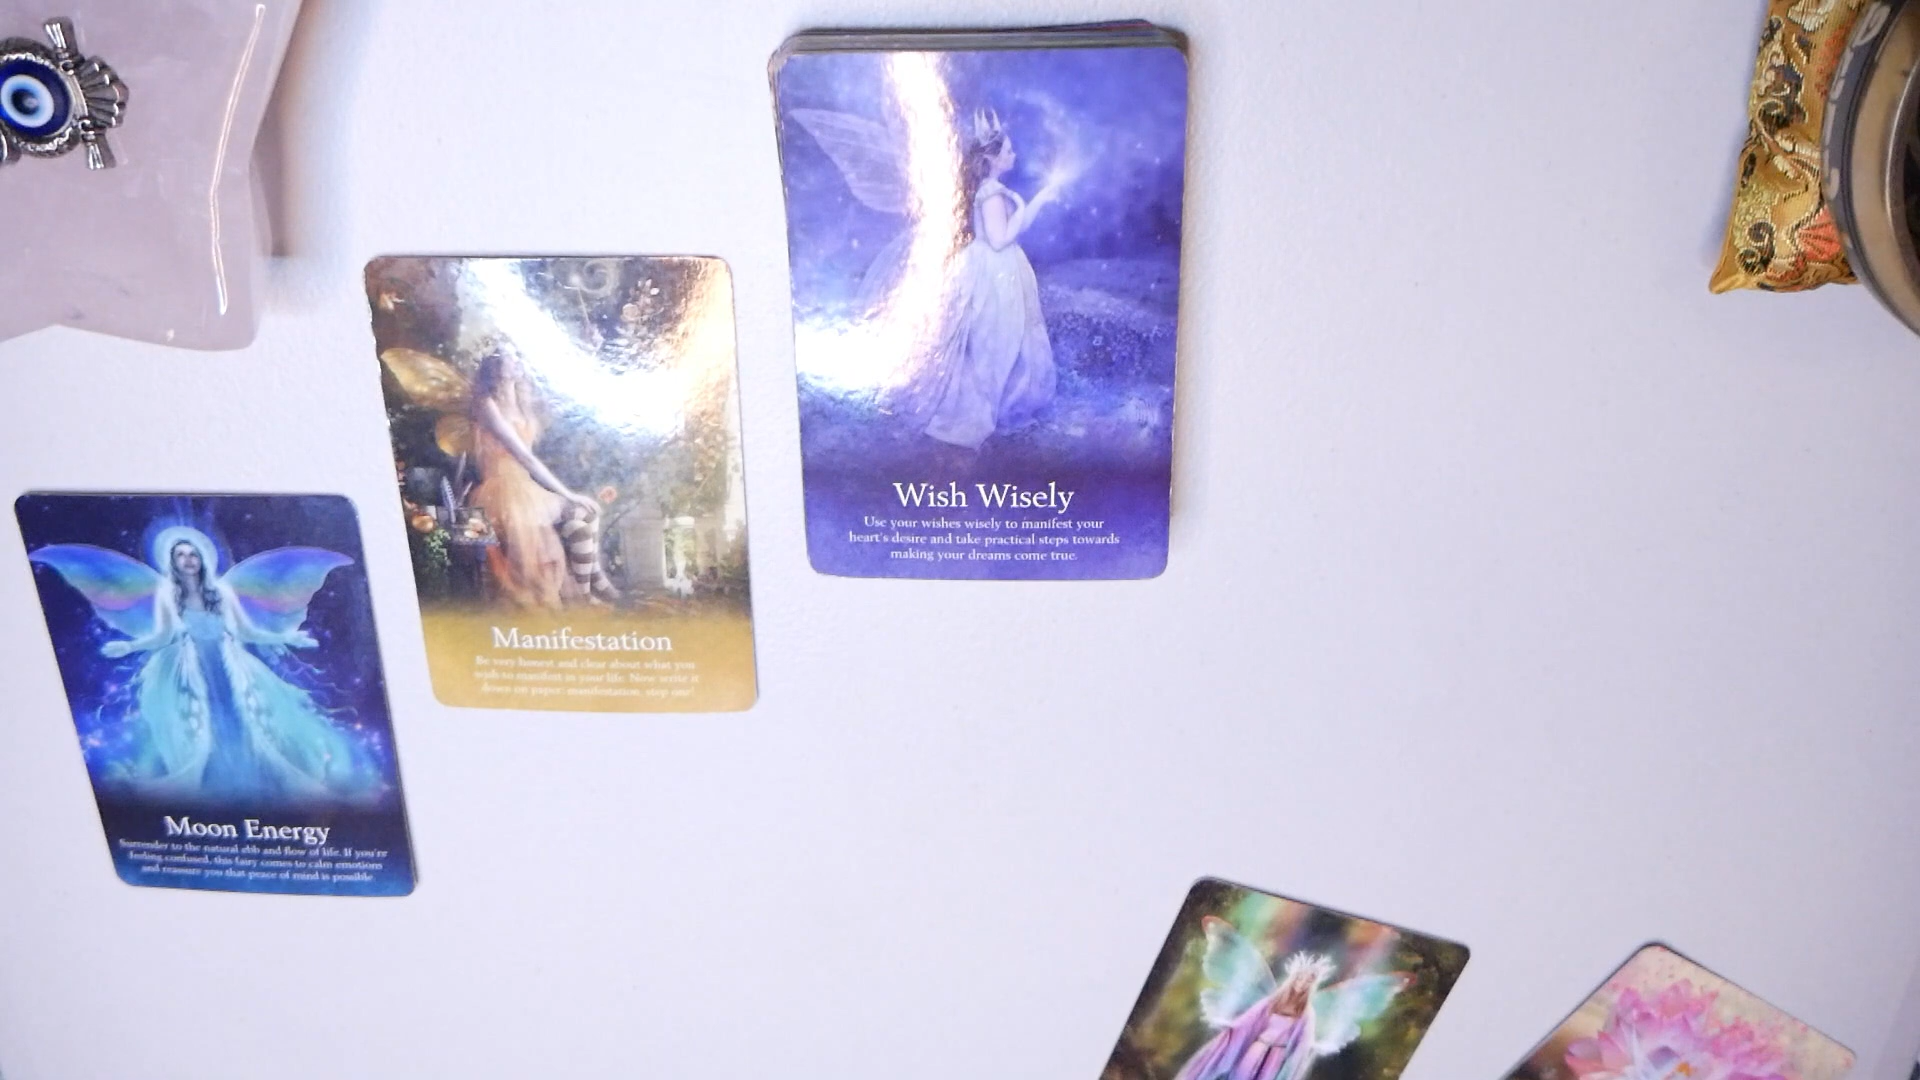 Wish Wisely
Use your wishes wisely to manifest your
heart's desire and take practical steps towards
making your dreams come true.
Manifestation
Be very honest and clear about what you
wish to manifest in your life. Now write it
down on paper: manifestation, step one!
Moon Energy
Surrender to the natural ebb and flow of life. If you're
feeling confused, this fairy comes to calm emotions
and reassure you that peace of mind is possible.